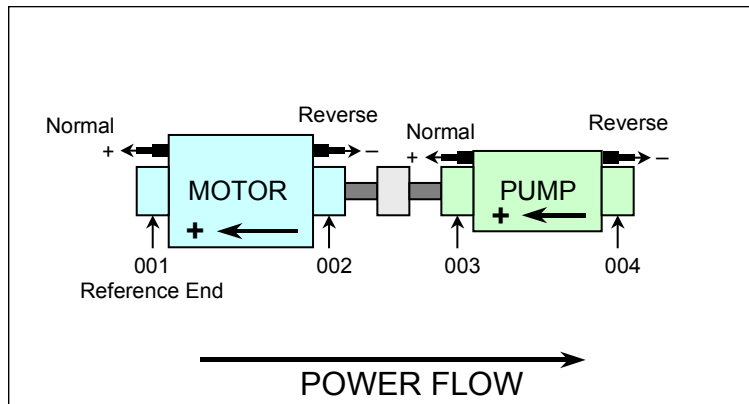 Normal
Reverse
Normal
Reverse
+
–
+
–
MOTOR
PUMP
+
+
001
002
003
004
Reference End
POWER FLOW